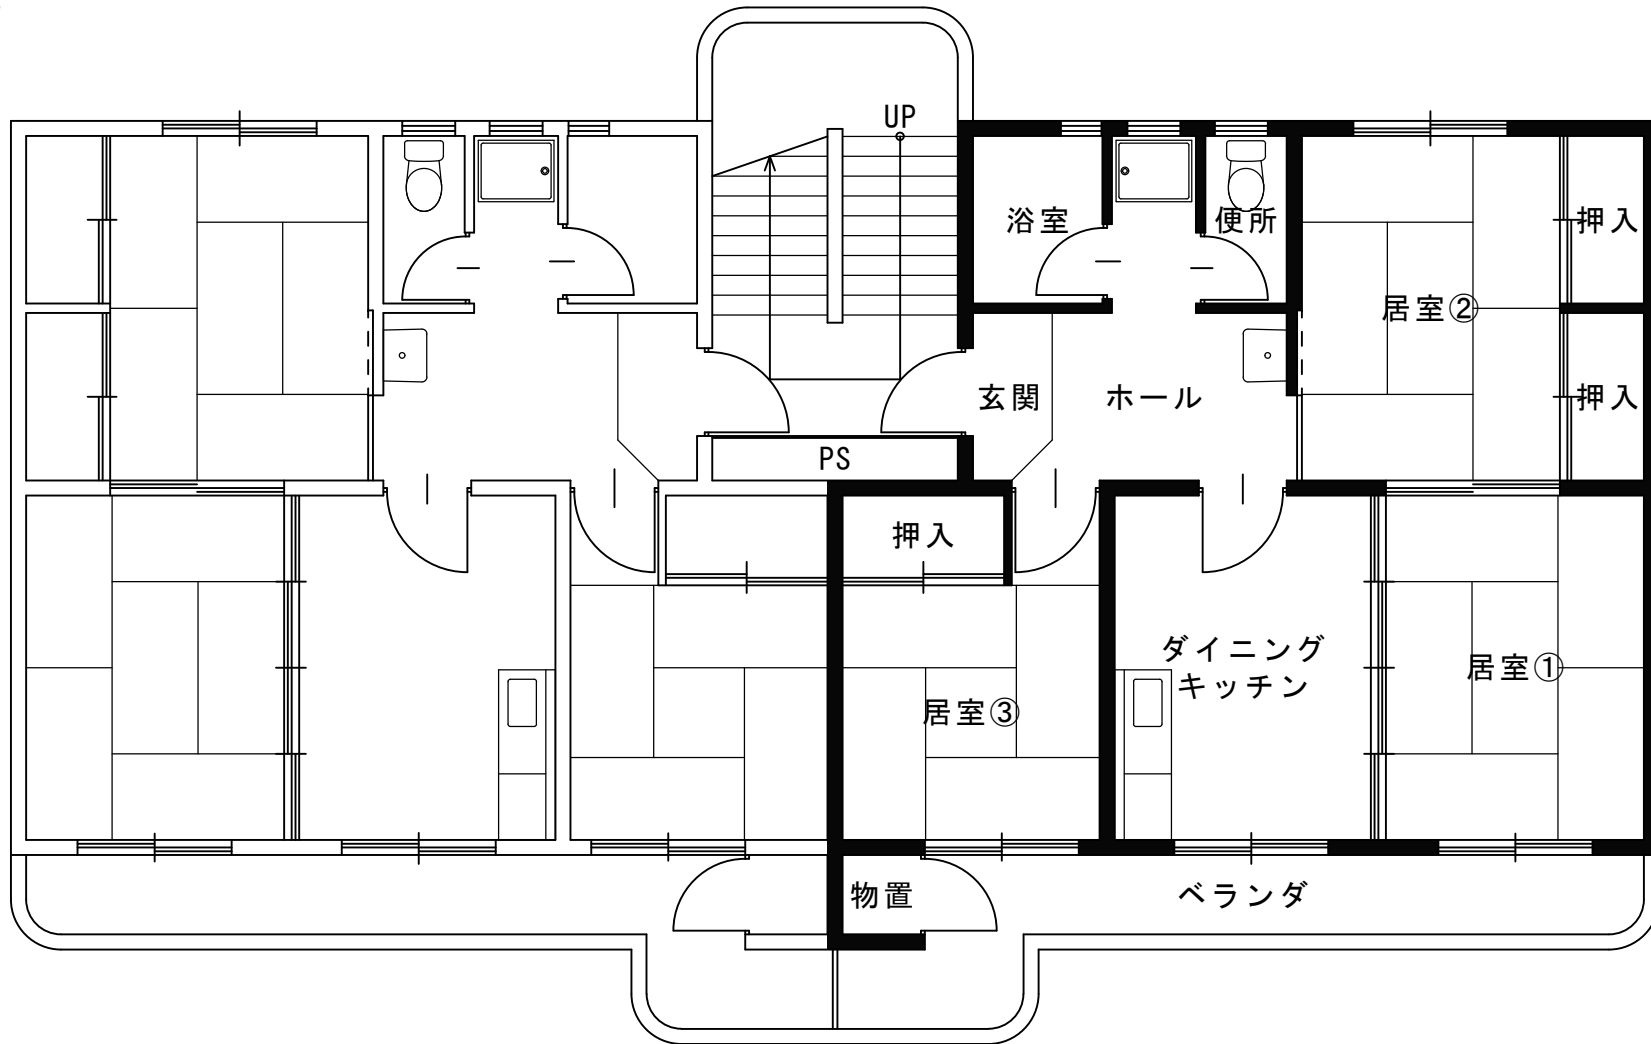 UP
浴室
便所
押入
居室②
玄関
ホール
押入
PS
押入
ダイニング
キッチン
居室①
居室③
物置
ベランダ